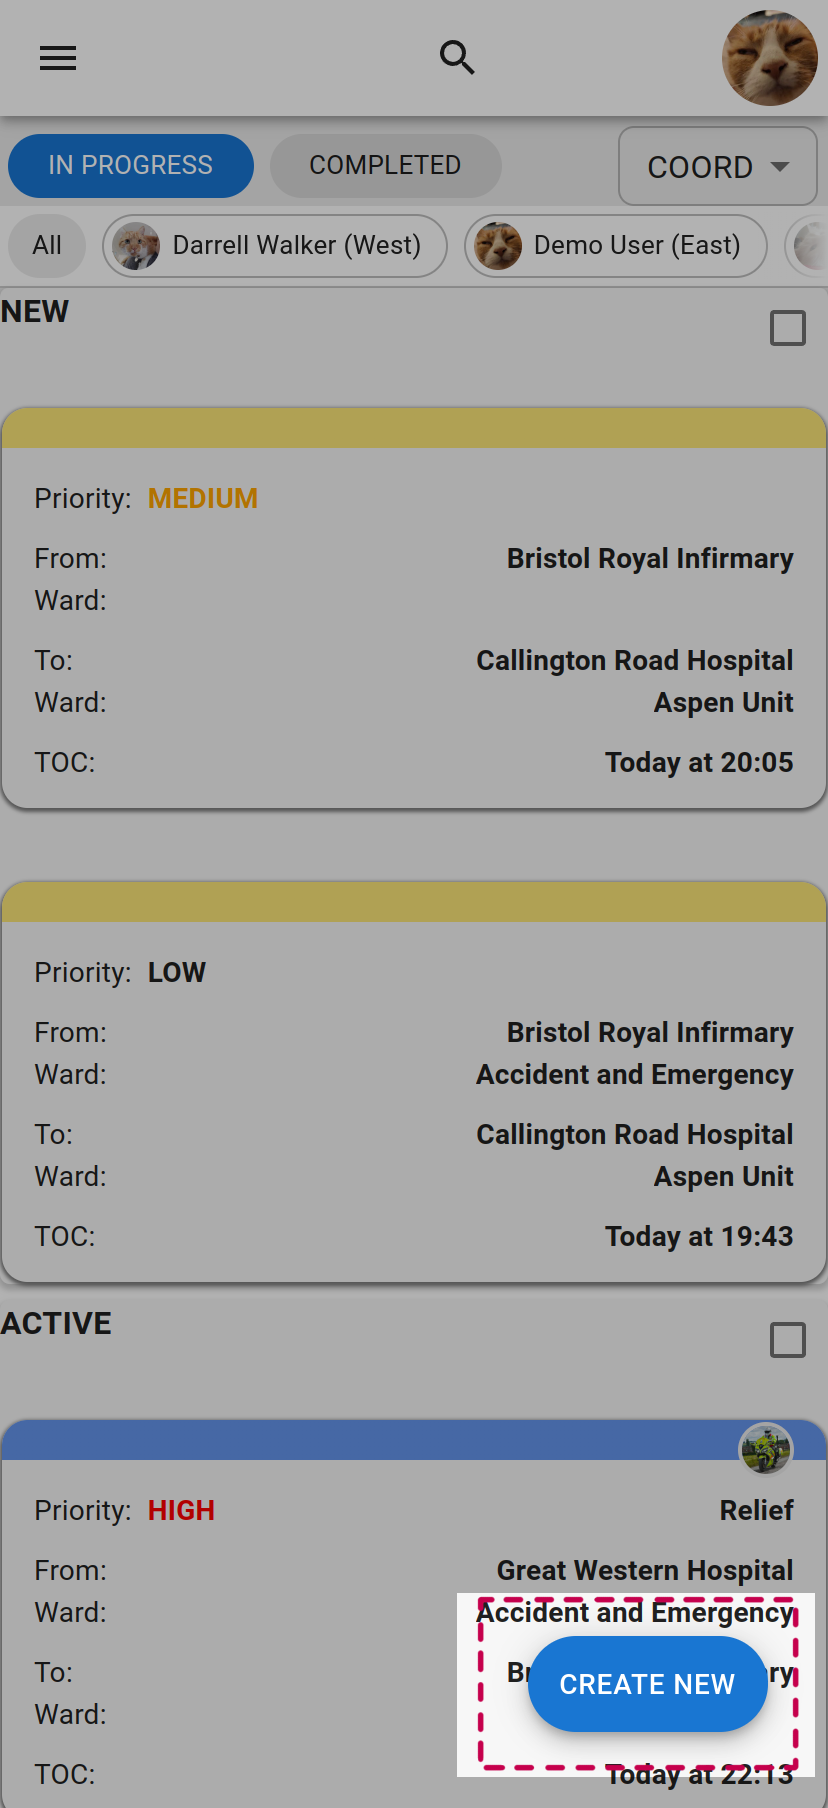 IN PROGRESS COMPLETED COORD
All Darrell Walker (West) Demo User (East)
NEW
Priority: MEDIUM
From: Bristol Royal Infirmary
Ward:
To: Callington Road Hospital
Ward: Aspen Unit
TOC: Today at 20:05
Priority: LOW
From: Bristol Royal Infirmary
Ward: Accident and Emergency
To: Callington Road Hospital
Ward: Aspen Unit
TOC: Today at 19:43
ACTIVE
Priority: HIGH Relief
From: Great Western Hospital
Ward: Accident and Emergency
To:
CREATE NEW
Ward:
TOC: Today at 22:13